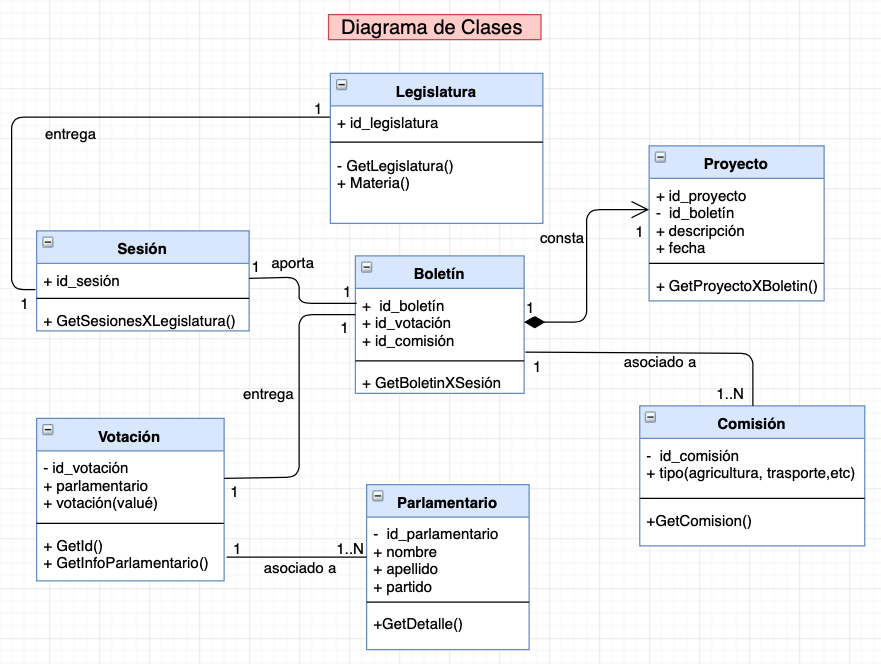 Diagrama de Clases
Legislatura
+ id_legislatura
- GetLegislatura()
+ Materia()
1
entrega
1
Sesión
+ id_sesión
+ GetSesionesXLegislatura()
1
aporta
1
Boletín
+ id_boletín
+ id_votación
+ id_comisión
+ GetBoletinXSesión
1
consta
1
Proyecto
+ id_proyecto
- id_boletín
+ descripción
+ fecha
+ GetProyectoXBoletin()
1
entrega
1
1
asociado a
1..N
Comisión
- id_comisión
+ tipo(agricultura, trasporte,etc)
+GetComision()
Votación
- id_votación
+ parlamentario
+ votación(valué)
+ GetId()
+ GetInfoParlamentario()
1
1..N
asociado a
Parlamentario
- id_parlamentario
+ nombre
+ apellido
+ partido
+GetDetalle()